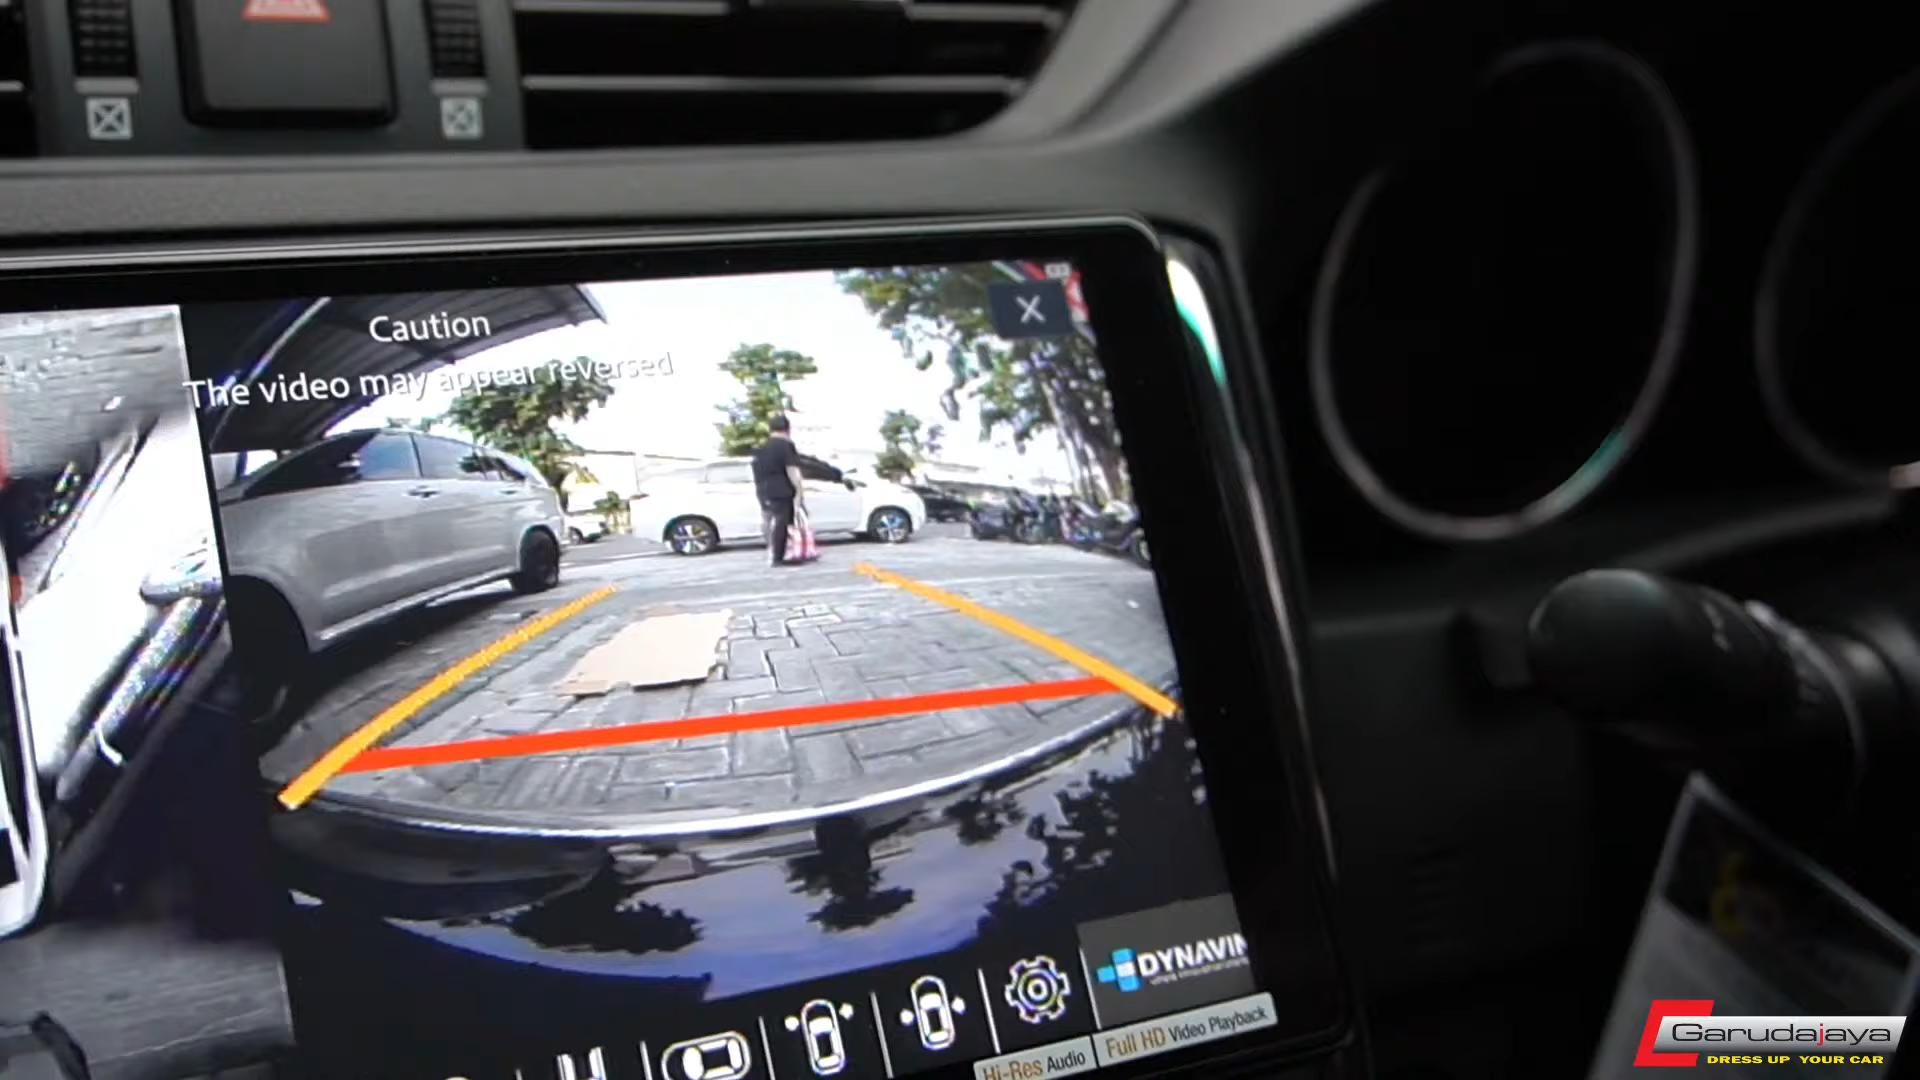 Caution
The video may appear reversed
X
DYNAVIN
Hi-Res Audio
Full HD Video Playback
Garudajaya
DRESS UP YOUR CAR